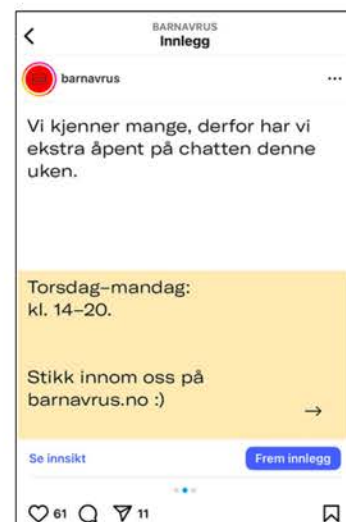 BARNAVRUS
Innlegg
barnavrus
Vi kjenner mange, derfor har vi
ekstra åpent på chatten denne
uken.
Torsdag–mandag:
kl. 14–20.
Stikk innom oss på
barnavrus.no :)
Se innsikt
Frem innlegg
61 11